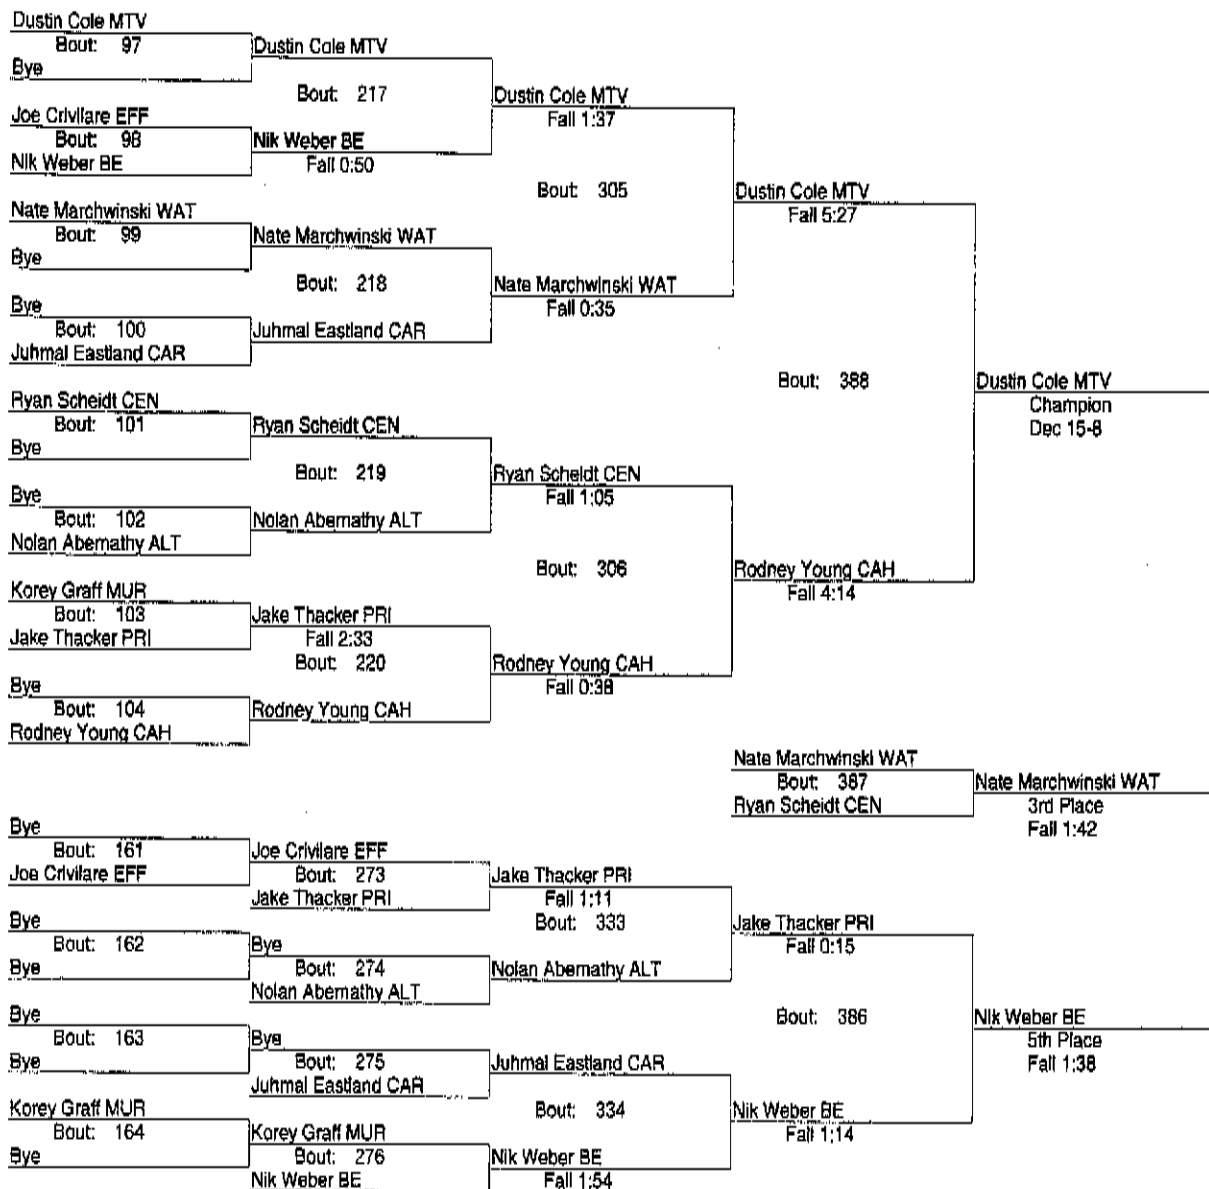 Dustin Cole MTV
Bout: 97
Bye
Dustin Cole MTV
Bout: 217
Joe Crivilare EFF
Bout: 98
Nik Weber BE
Nik Weber BE
Fall 0:50
Dustin Cole MTV
Fall 1:37
Bout: 305
Nate Marchwinski WAT
Bout: 99
Bye
Nate Marchwinski WAT
Bout: 218
Bye
Bout: 100
Juhmal Eastland CAR
Juhmal Eastland CAR
Nate Marchwinski WAT
Fall 0:35
Dustin Cole MTV
Fall 5:27
Bout: 388
Ryan Scheidt CEN
Bout: 101
Bye
Ryan Scheidt CEN
Bout: 219
Bye
Bout: 102
Nolan Abernathy ALT
Nolan Abernathy ALT
Ryan Scheidt CEN
Fall 1:05
Bout: 306
Korey Graff MUR
Bout: 103
Jake Thacker PRI
Jake Thacker PRI
Fall 2:33
Bout: 220
Bye
Bout: 104
Rodney Young CAH
Rodney Young CAH
Rodney Young CAH
Fall 0:38
Rodney Young CAH
Fall 4:14
Dustin Cole MTV
Champion
Dec 15-8
Nate Marchwinski WAT
Bout: 387
Ryan Scheidt CEN
Nate Marchwinski WAT
3rd Place
Fall 1:42
Bye
Bout: 161
Joe Crivilare EFF
Joe Crivilare EFF
Bout: 273
Jake Thacker PRI
Jake Thacker PRI
Fall 1:11
Bout: 333
Bye
Bout: 162
Bye
Bye
Bout: 274
Nolan Abernathy ALT
Nolan Abernathy ALT
Jake Thacker PRI
Fall 0:15
Bout: 386
Bye
Bout: 163
Bye
Bye
Bout: 275
Juhmal Eastland CAR
Juhmal Eastland CAR
Bout: 334
Korey Graff MUR
Bout: 164
Bye
Korey Graff MUR
Bout: 276
Nik Weber BE
Nik Weber BE
Fall 1:54
Nik Weber BE
Fall 1:14
Nik Weber BE
5th Place
Fall 1:38